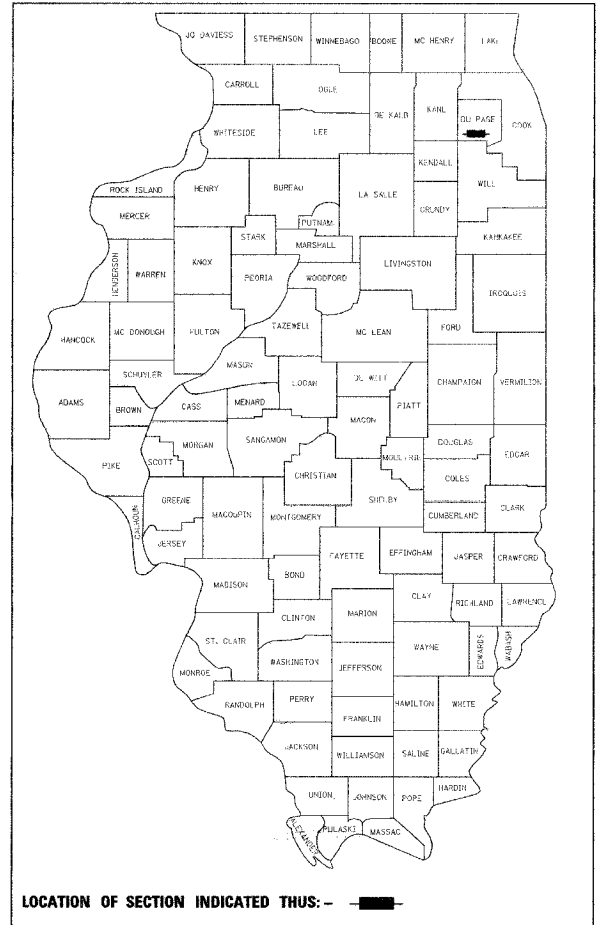 JO DAVIESS STEPHENSON WINNEBAGO BOONE MC HENRY LAKE
CARROLL OGLE
DE KALB KANE DU PAGE COOK
WHITESIDE LEE
KENDALL WILL
ROCK ISLAND HENRY BUREAU LA SALLE GRUNDY
MERCER PUTNAM
STARK MARSHALL KANKAKEE
HENDERSON WARREN KNOX PEORIA WOODFORD LIVINGSTON IROQUOIS
HANCOCK MC DONOUGH FULTON TAZEWELL MC LEAN FORD
MASON
SCHUYLER LOGAN DE WITT CHAMPAIGN VERMILION
ADAMS BROWN CASS MENARD PIATT
MACON
MORGAN SANGAMON DOUGLAS
PIKE SCOTT CHRISTIAN MOULTRIE EDGAR
COLES
SHELBY
GREENE MACOUPIN MONTGOMERY CUMBERLAND CLARK
CALHOUN JERSEY
FAYETTE EFFINGHAM JASPER CRAWFORD
MADISON BOND
CLAY RICHLAND LAWRENCE
CLINTON MARION
ST. CLAIR WAYNE EDWARDS WABASH
WASHINGTON JEFFERSON
MONROE
RANDOLPH PERRY HAMILTON WHITE
FRANKLIN
JACKSON WILLIAMSON SALINE GALLATIN
UNION JOHNSON POPE HARDIN
ALEXANDER PULASKI MASSAC
LOCATION OF SECTION INDICATED THUS: -